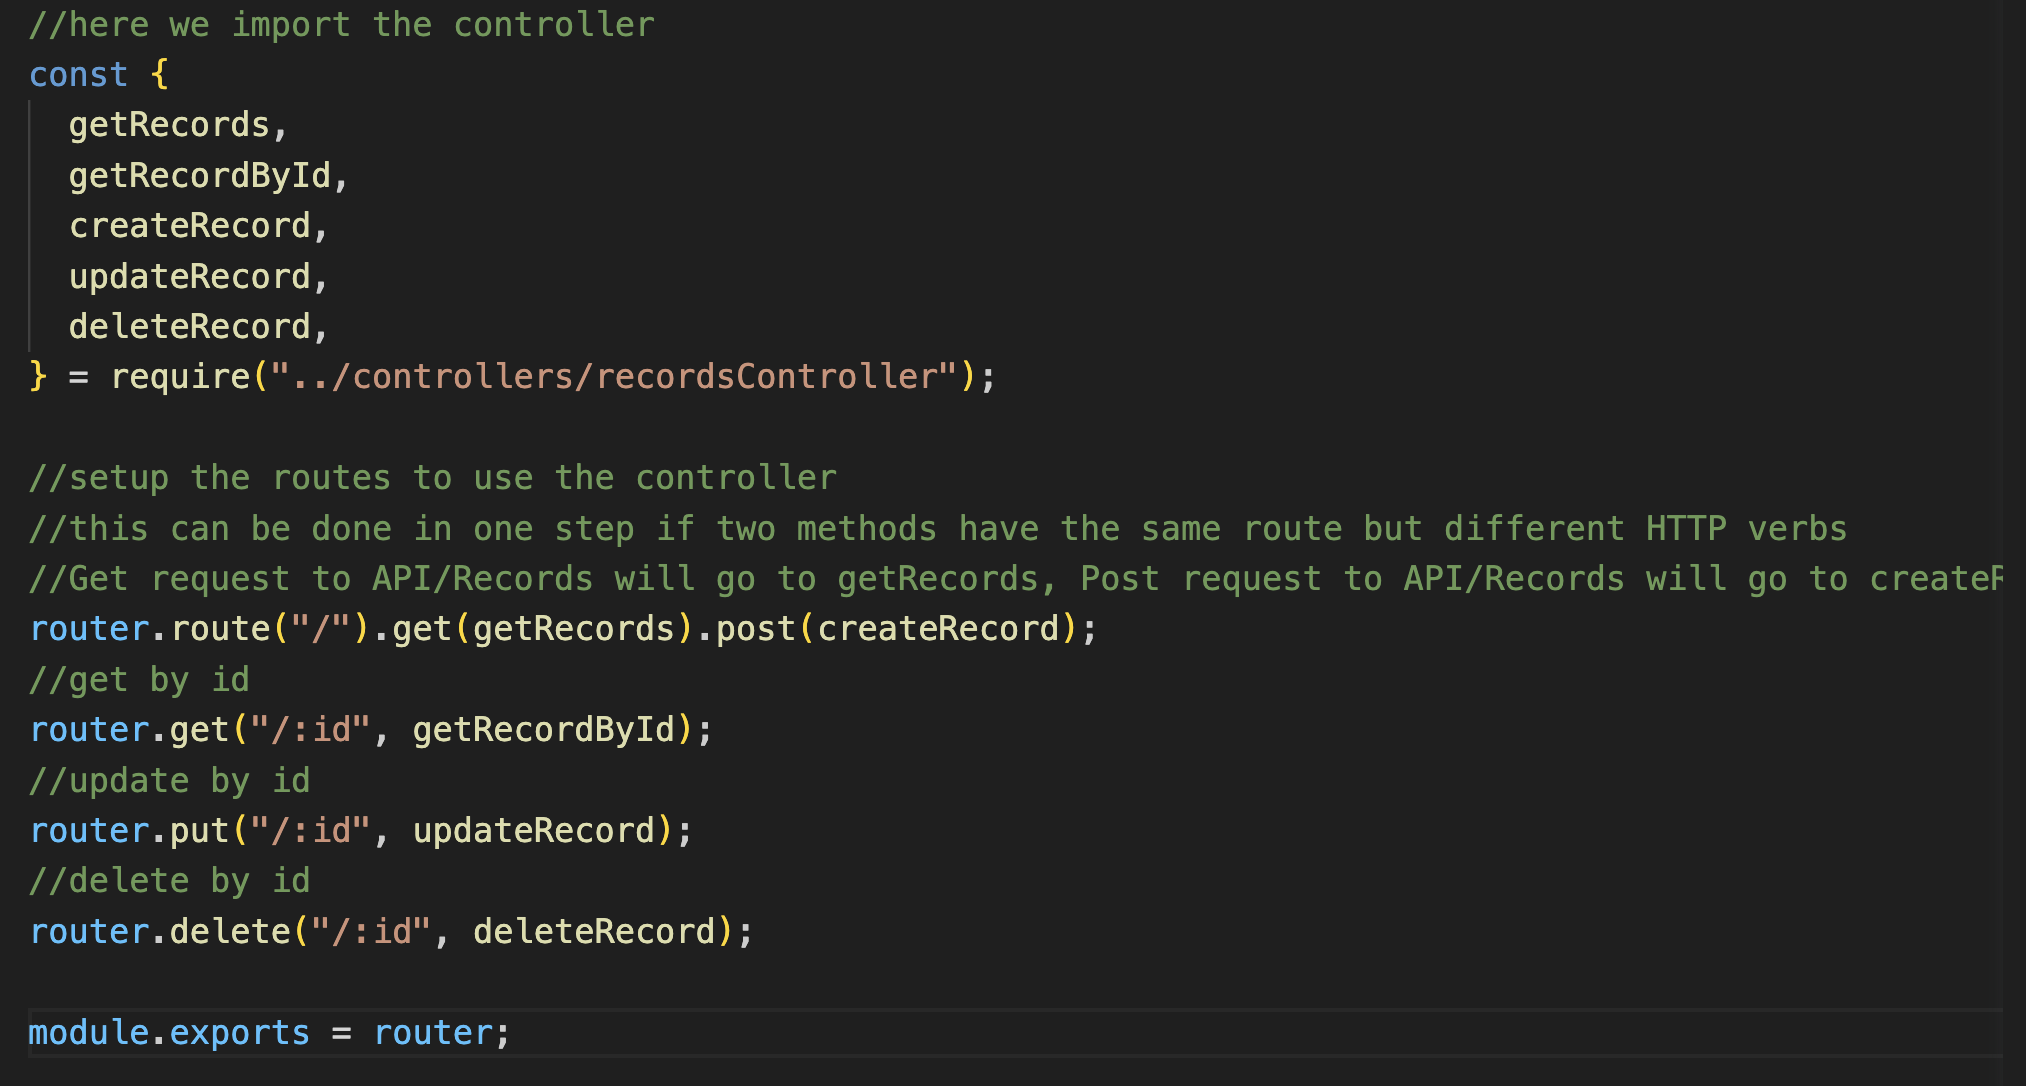 //here we import the controller
const {
  getRecords,
  getRecordById,
  createRecord,
  updateRecord,
  deleteRecord,
} = require("../controllers/recordsController");

//setup the routes to use the controller
//this can be done in one step if two methods have the same route but different HTTP verbs
//Get request to API/Records will go to getRecords, Post request to API/Records will go to
router.route("/").get(getRecords).post(createRecord);
//get by id
router.get("/:id", getRecordById);
//update by id
router.put("/:id", updateRecord);
//delete by id
router.delete("/:id", deleteRecord);

module.exports = router;